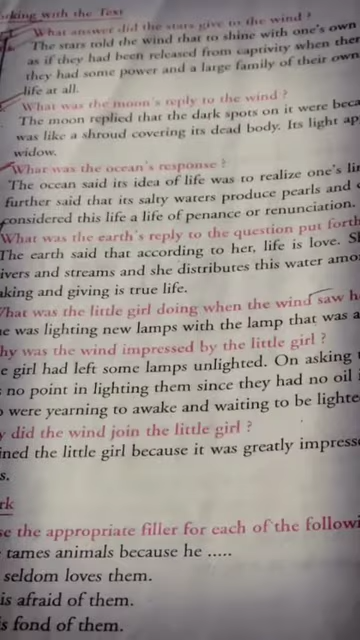 orking with the Text
What answer did the stars give to the wind ?
The stars told the wind that to shine with one's own
as if they had been released from captivity when ther
they had some power and a large family of their own
life at all.
What was the moon's reply to the wind ?
The moon replied that the dark spots on it were beca
was like a shroud covering its dead body. Its light ap
widow.
What was the ocean's response ?
The ocean said its idea of life was to realize one's lin
further said that its salty waters produce pearls and
considered this life a life of penance or renunciation.
What was the earth's reply to the question put forth
The earth said that according to her, life is love. S
ivers and streams and she distributes this water amo
aking and giving is true life.
What was the little girl doing when the wind saw h
e was lighting new lamps with the lamp that was a
hy was the wind impressed by the little girl ?
e girl had left some lamps unlighted. On asking
no point in lighting them since they had no oil i
o were yearning to awake and waiting to be lighte
y did the wind join the little girl ?
ined the little girl because it was greatly impresse
s.
rk
se the appropriate filler for each of the followi
tames animals because he .....
seldom loves them.
is afraid of them.
s fond of them.